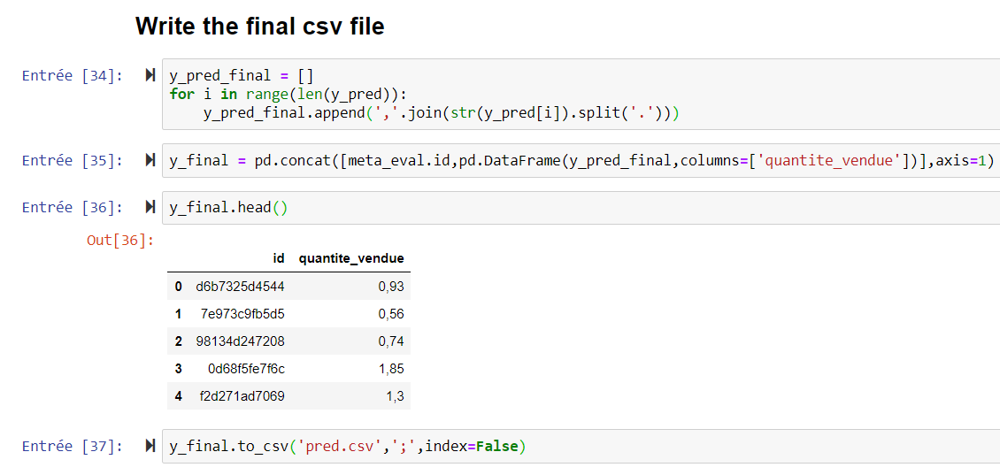 Write the final csv file
Entrée [34]: y_pred_final = []
for i in range(len(y_pred)):
    y_pred_final.append(','.join(str(y_pred[i]).split('.')))
Entrée [35]: y_final = pd.concat([meta_eval.id,pd.DataFrame(y_pred_final,columns=['quantite_vendue'])],axis=1)
Entrée [36]: y_final.head()
Out[36]:
id quantite_vendue
0 d6b7325d4544 0,93
1 7e973c9fb5d5 0,56
2 98134d247208 0,74
3 0d68f5fe7f6c 1,85
4 f2d271ad7069 1,3
Entrée [37]: y_final.to_csv('pred.csv',';',index=False)